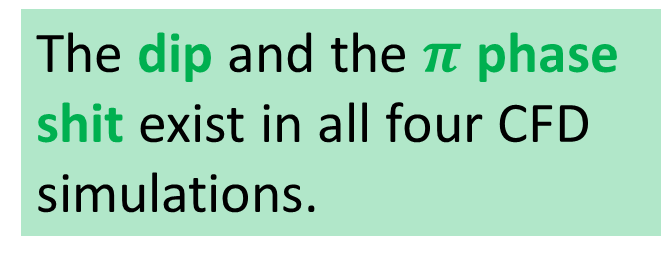 The dip and the π phase
shit exist in all four CFD
simulations.